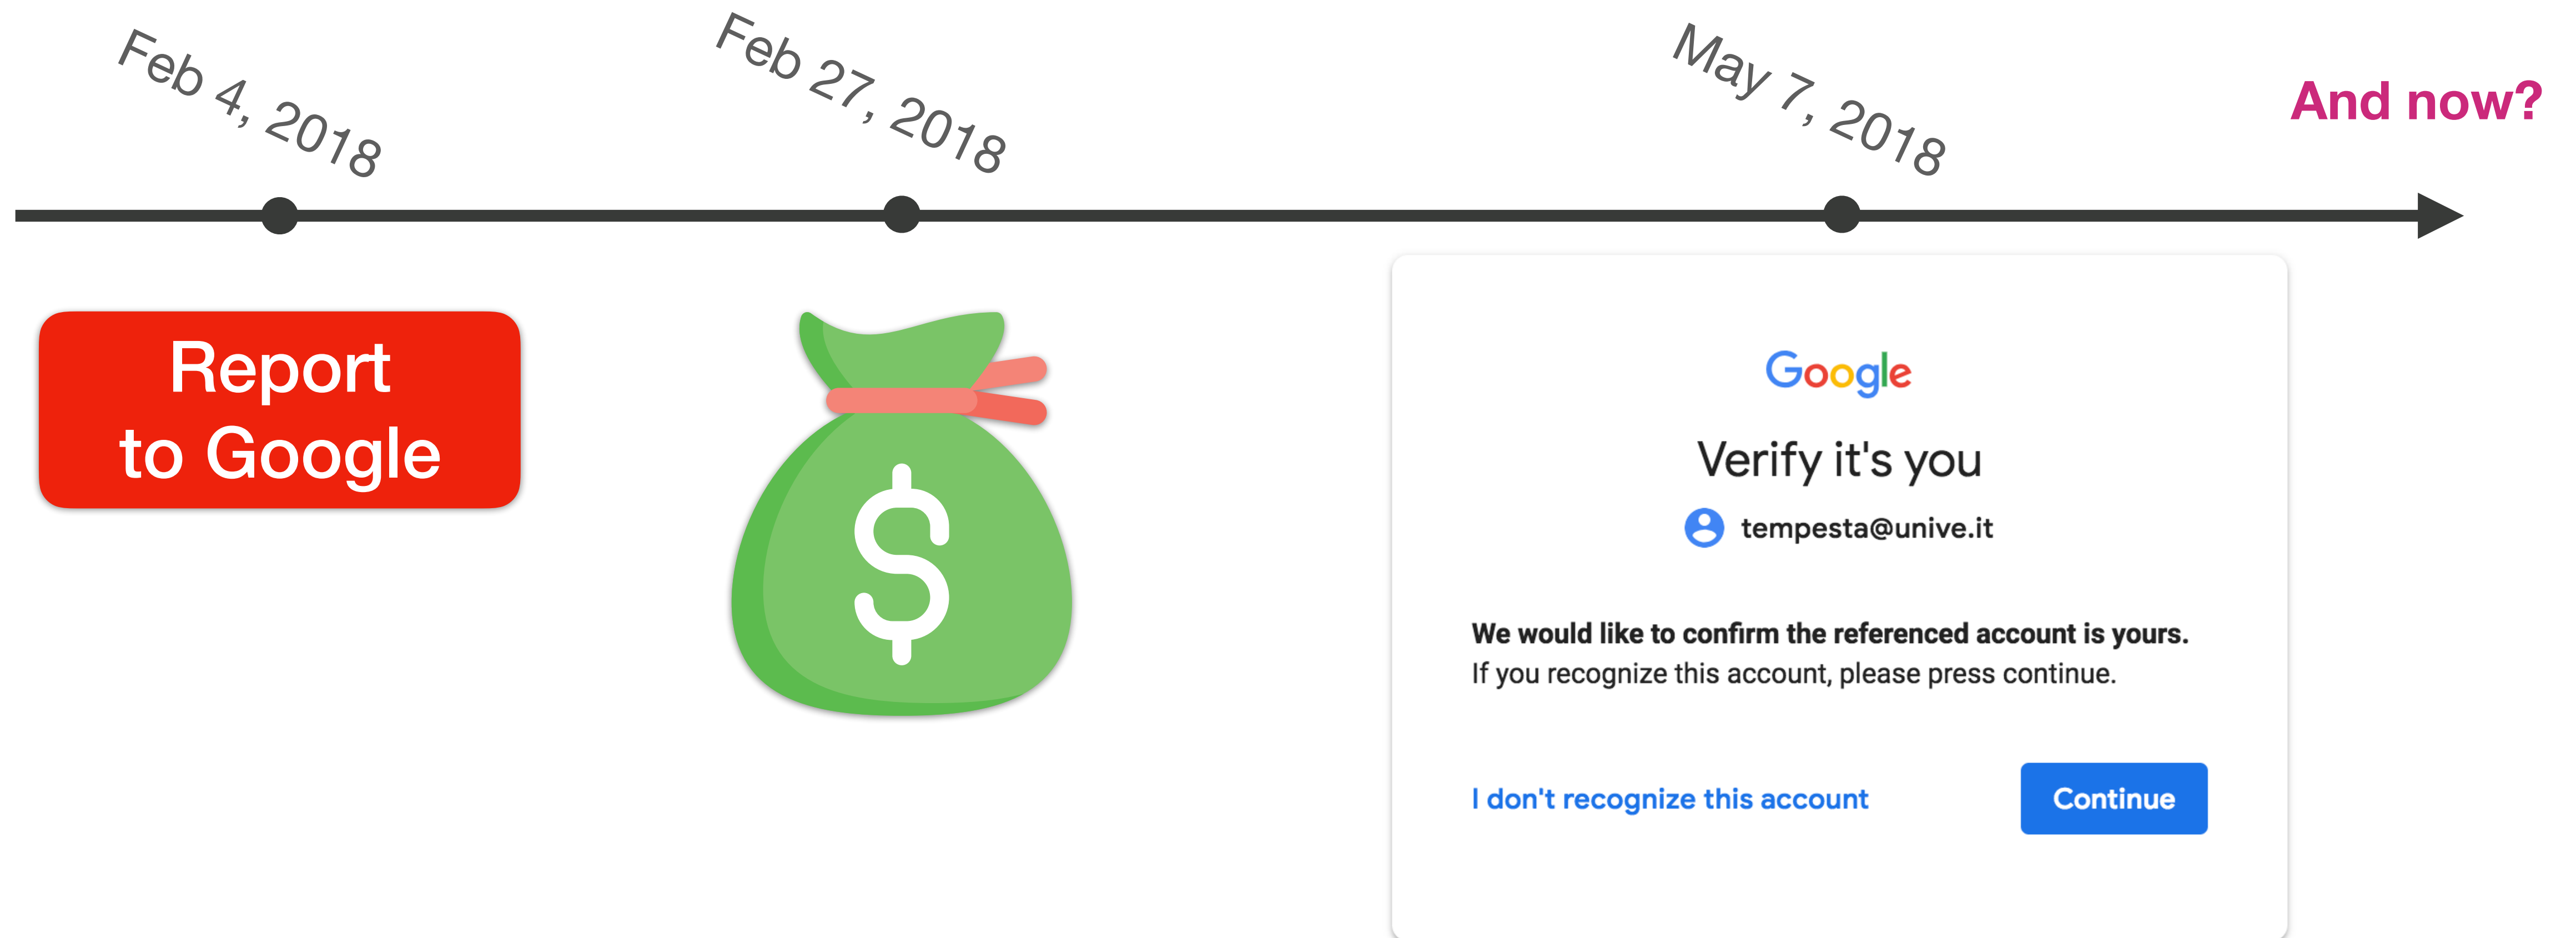 Feb 4, 2018
Feb 27, 2018
May 7, 2018
And now?
Report
to Google
$
Google
Verify it's you
tempesta@unive.it
We would like to confirm the referenced account is yours.
If you recognize this account, please press continue.
I don't recognize this account
Continue